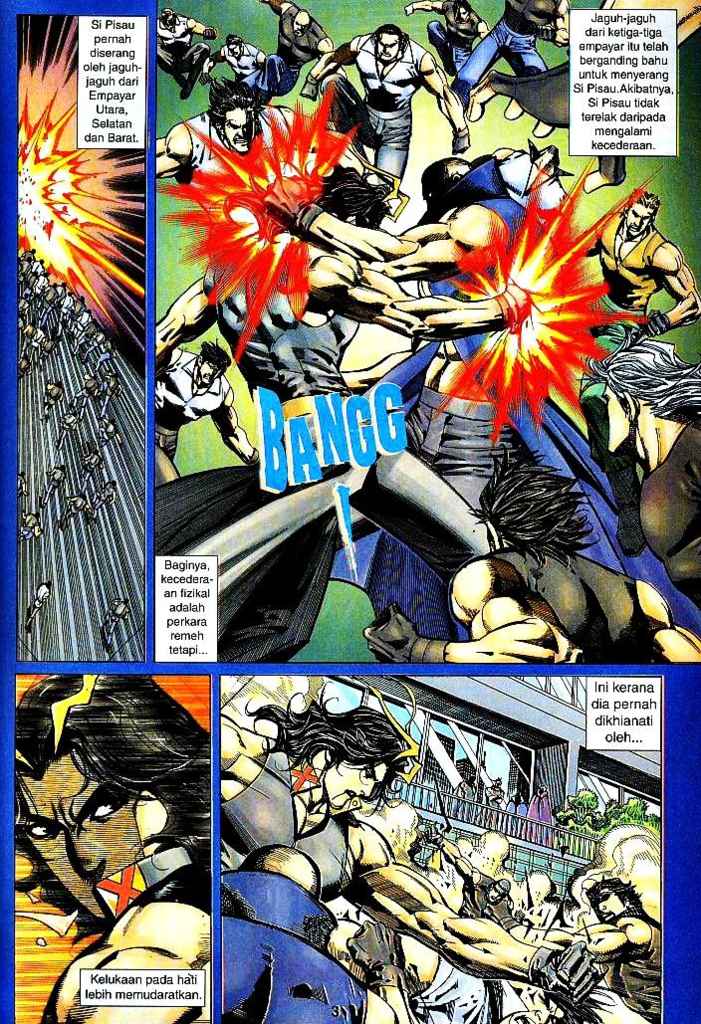 Si Pisau
pernah
diserang
oleh jaguh-
jaguh dari
Empayar
Utara,
Selatan
dan Barat.
Jaguh-jaguh
dari ketiga-tiga
empayar itu telah
berganding bahu
untuk menyerang
Si Pisau.Akibatnya,
Si Pisau tidak
terelak daripada
mengalami
kecederaan.
BANGG
!
Baginya,
kecedera-
an fizikal
adalah
perkara
remeh
tetapi...
Kelukaan pada hati
lebih memudaratkan.
Ini kerana
dia pernah
dikhianati
oleh...